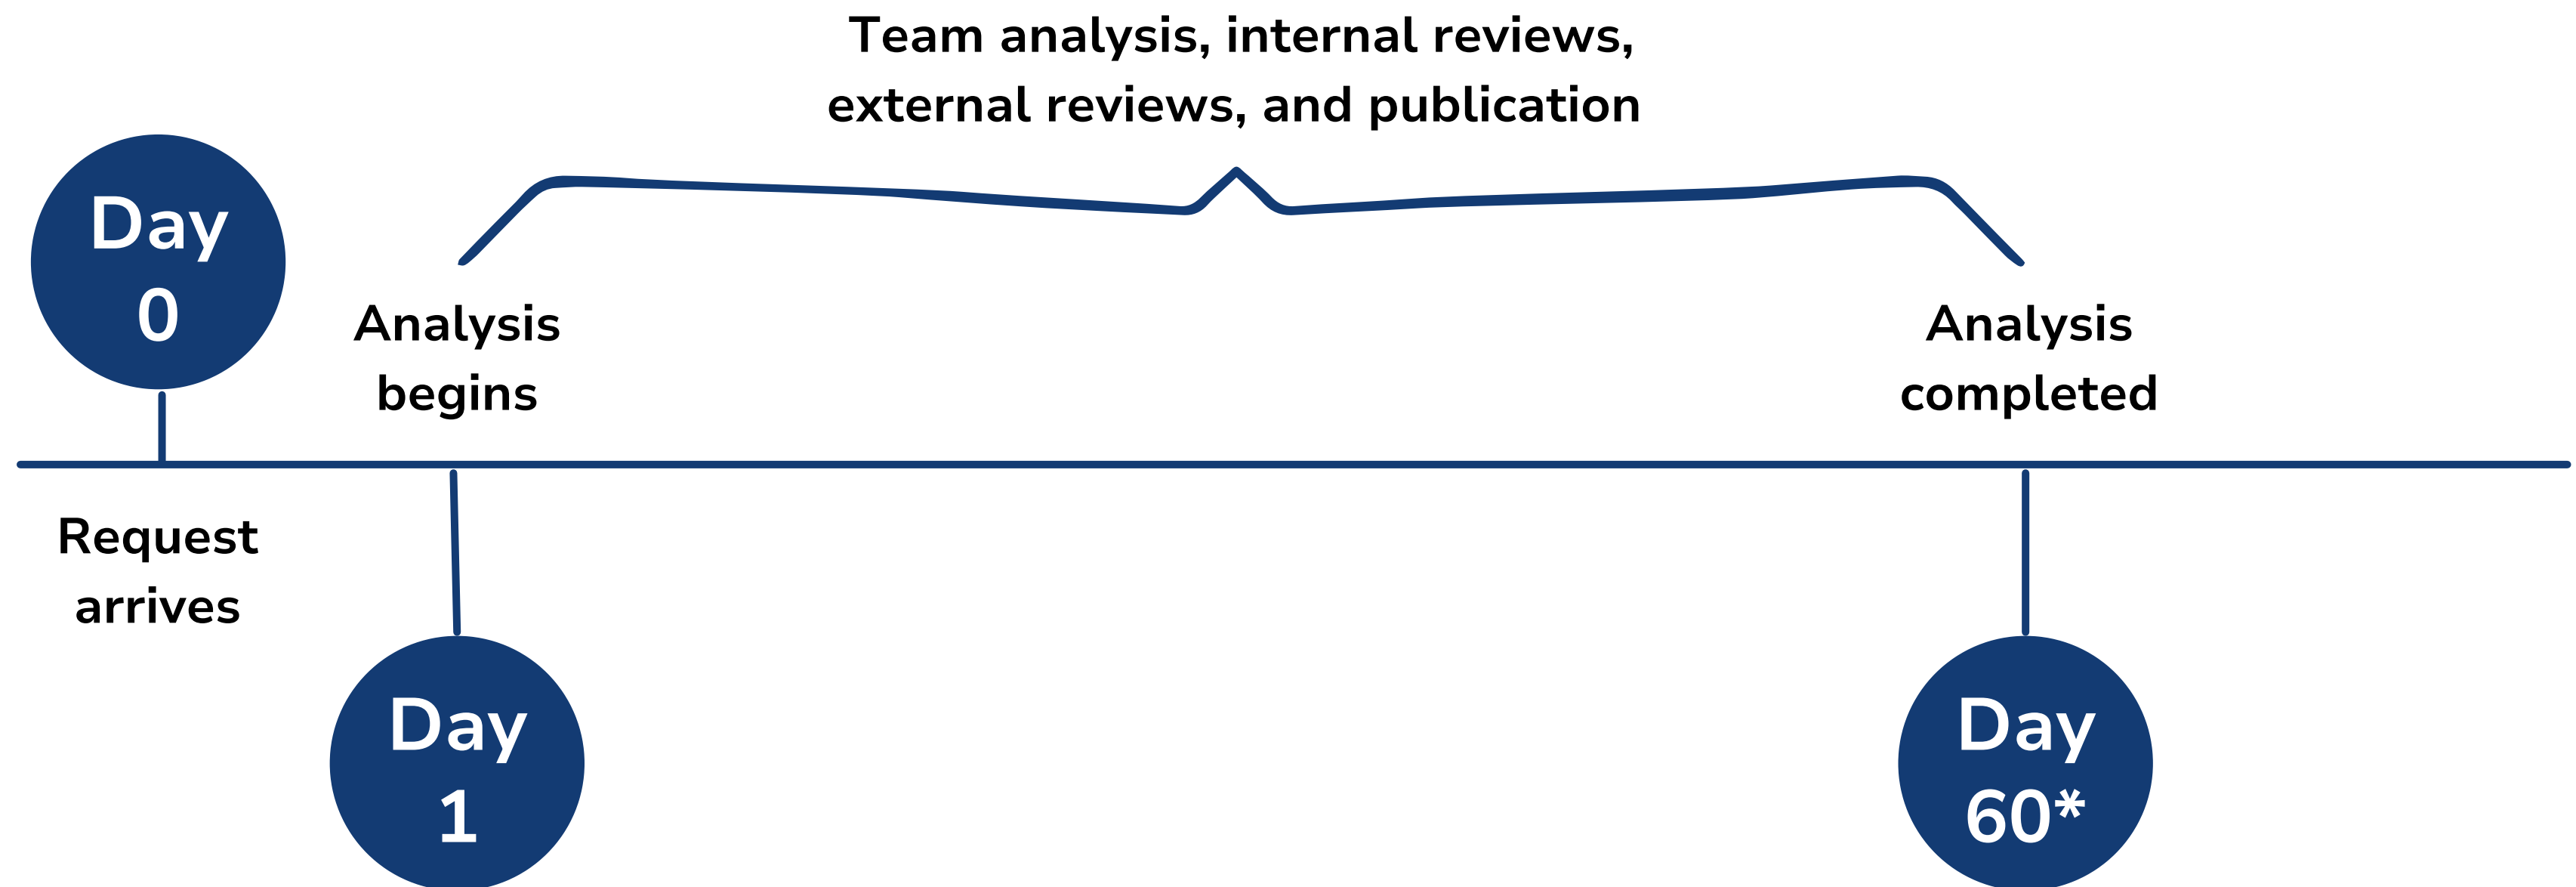 Team analysis, internal reviews,
external reviews, and publication
Day
0
Analysis
begins
Analysis
completed
Request
arrives
Day
1
Day
60*